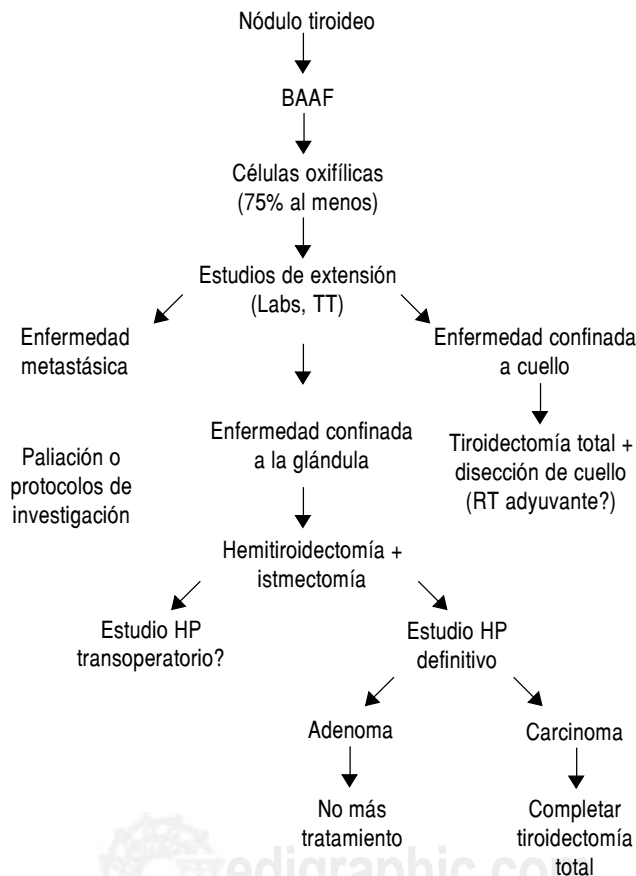 Nódulo tiroideo
BAAF
Células oxifílicas
(75% al menos)
Estudios de extensión
(Labs, TT)
Enfermedad
metastásica
Enfermedad confinada
a cuello
Paliación o
protocolos de
investigación
Enfermedad confinada
a la glándula
Tiroidectomía total +
disección de cuello
(RT adyuvante?)
Hemitiroidectomía +
istmectomía
Estudio HP
transoperatorio?
Estudio HP
definitivo
Adenoma
Carcinoma
No más
tratamiento
Completar
tiroidectomía
total
edigraphic.com